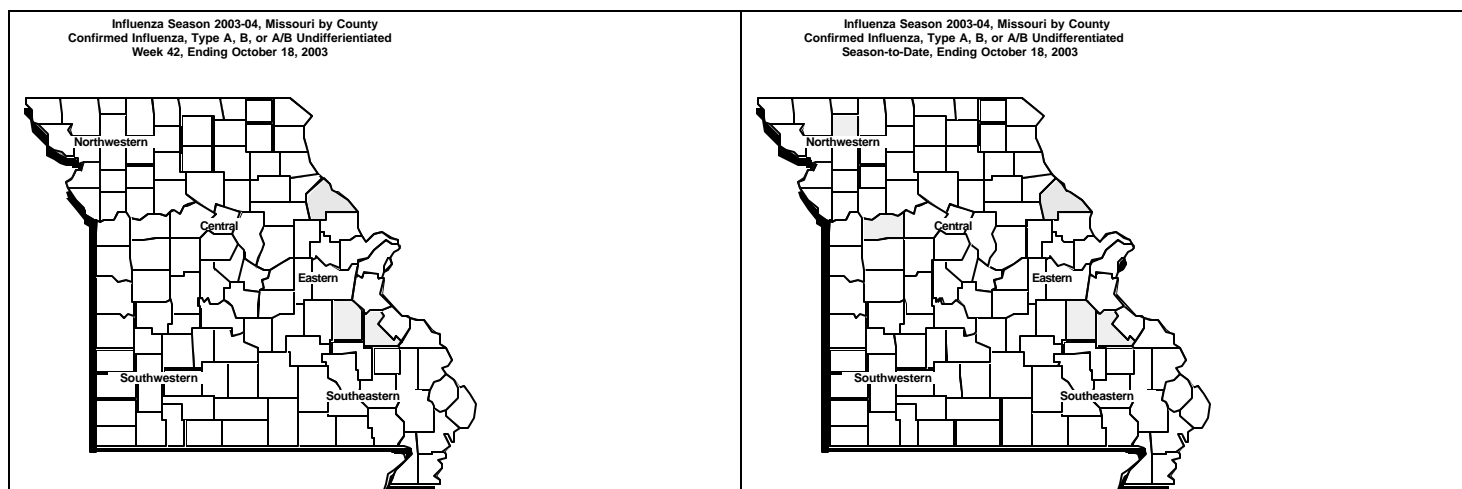 Influenza Season 2003-04, Missouri by County
Confirmed Influenza, Type A, B, or A/B Undifferientiated
Week 42, Ending October 18, 2003
Northwestern
Central
Eastern
Southwestern
Southeastern
Influenza Season 2003-04, Missouri by County
Confirmed Influenza, Type A, B, or A/B Undifferentiated
Season-to-Date, Ending October 18, 2003
Northwestern
Central
Eastern
Southwestern
Southeastern